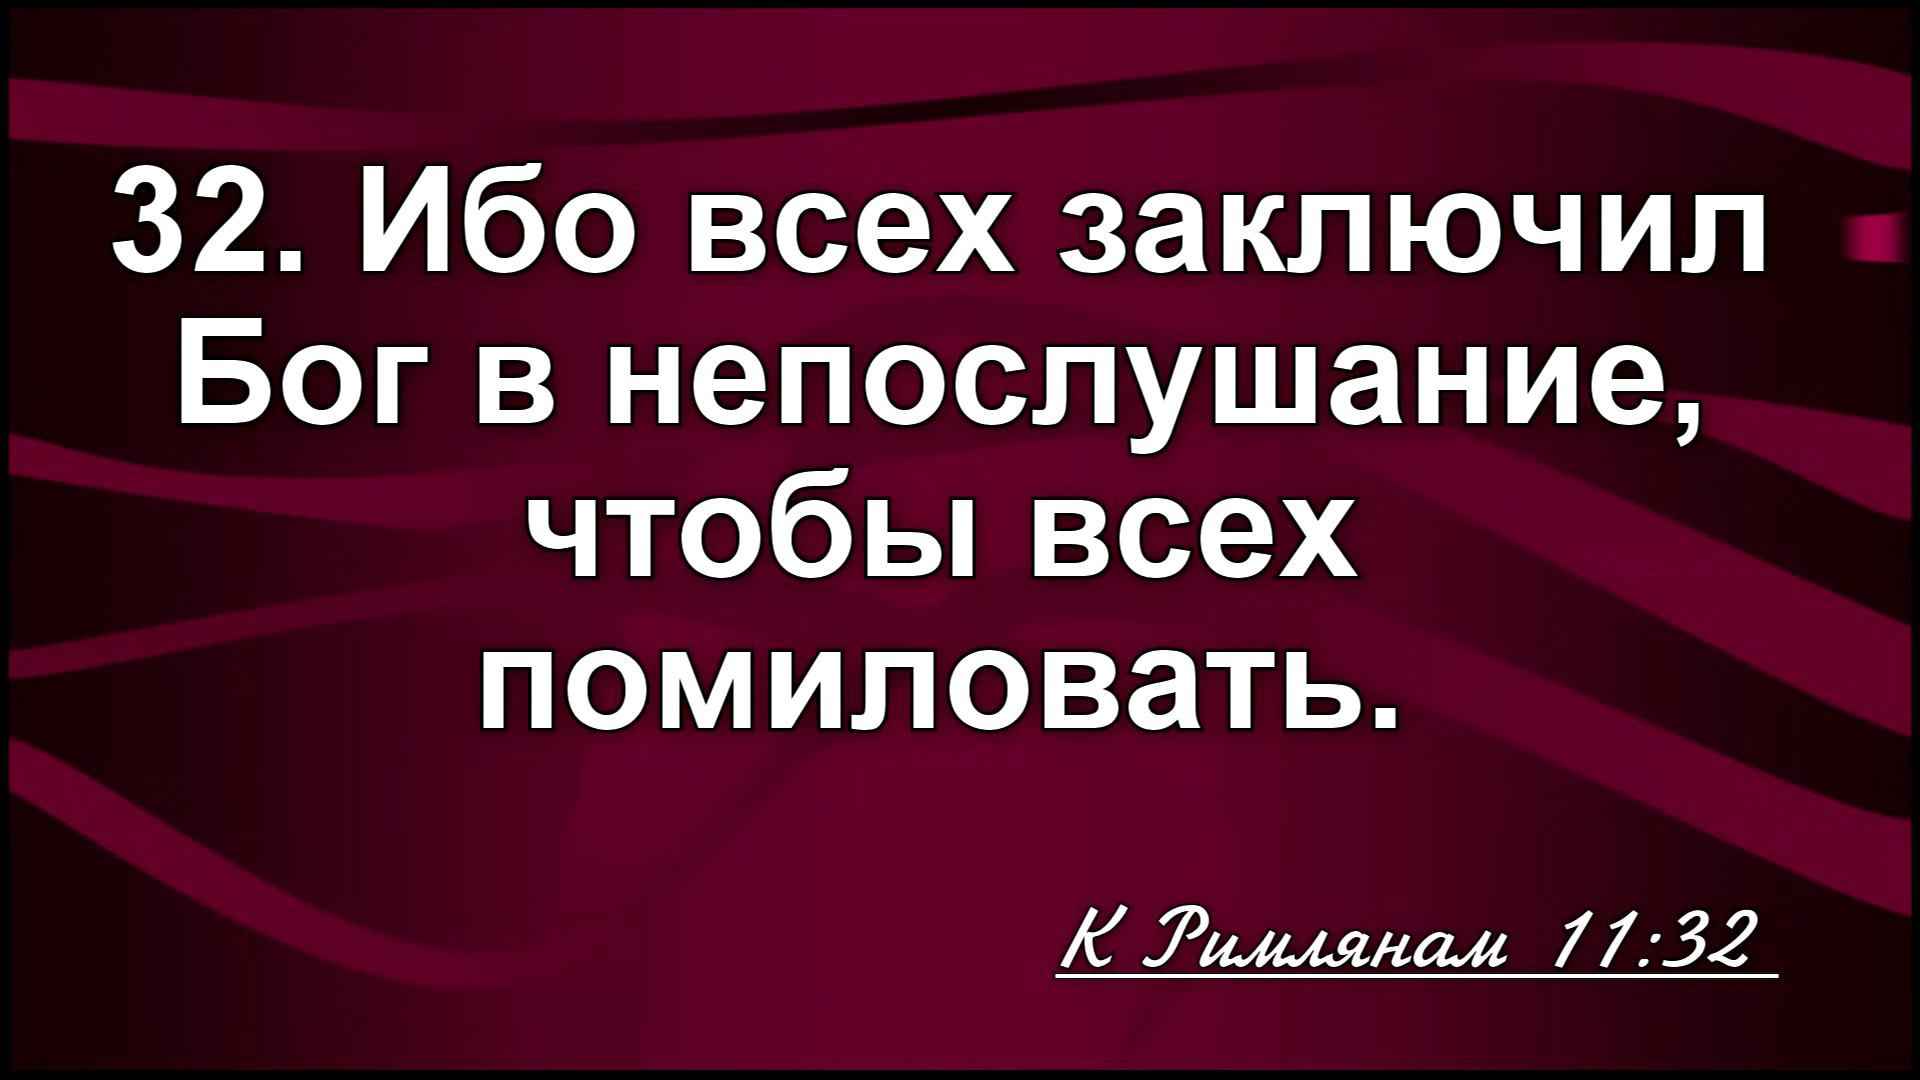 32. Ибо всех заключил
Бог в непослушание,
чтобы всех
помиловать.
К Римлянам 11:32